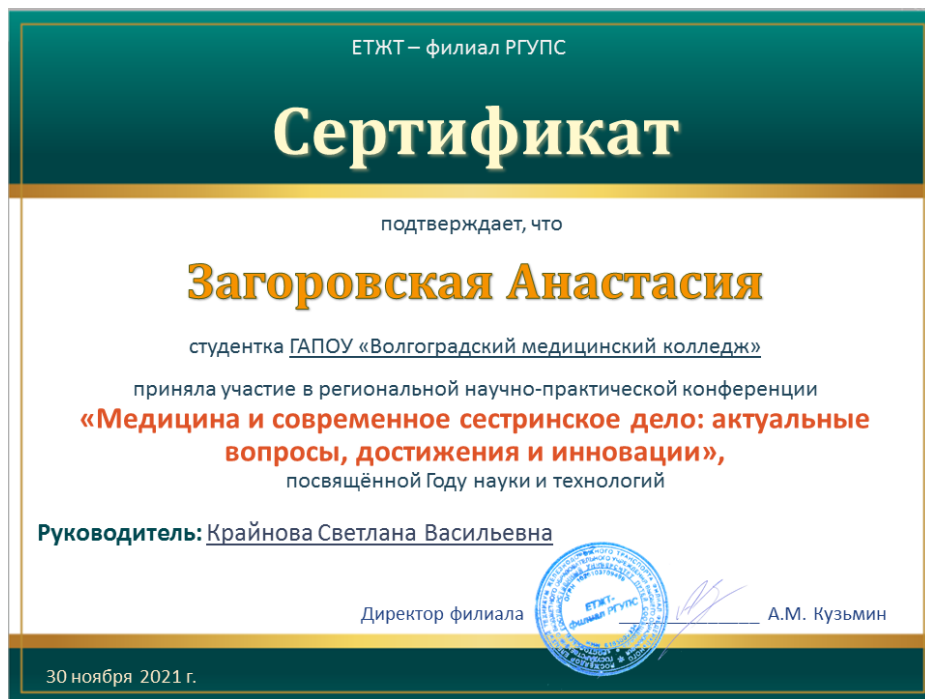 ЕТЖТ – филиал РГУПС
Сертификат
подтверждает, что
Загоровская Анастасия
студентка ГАПОУ «Волгоградский медицинский колледж»
приняла участие в региональной научно-практической конференции
«Медицина и современное сестринское дело: актуальные
вопросы, достижения и инновации»,
посвящённой Году науки и технологий
Руководитель: Крайнова Светлана Васильевна
ЕТЖТ-
филиал РГУПС
Директор филиала ______________ А.М. Кузьмин
30 ноября 2021 г.